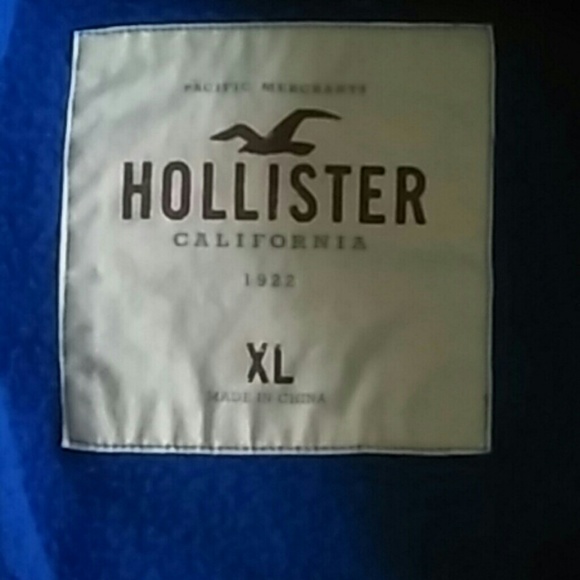 PACIFIC MERCHANTS
HOLLISTER
CALIFORNIA
1922
XL
MADE IN CHINA